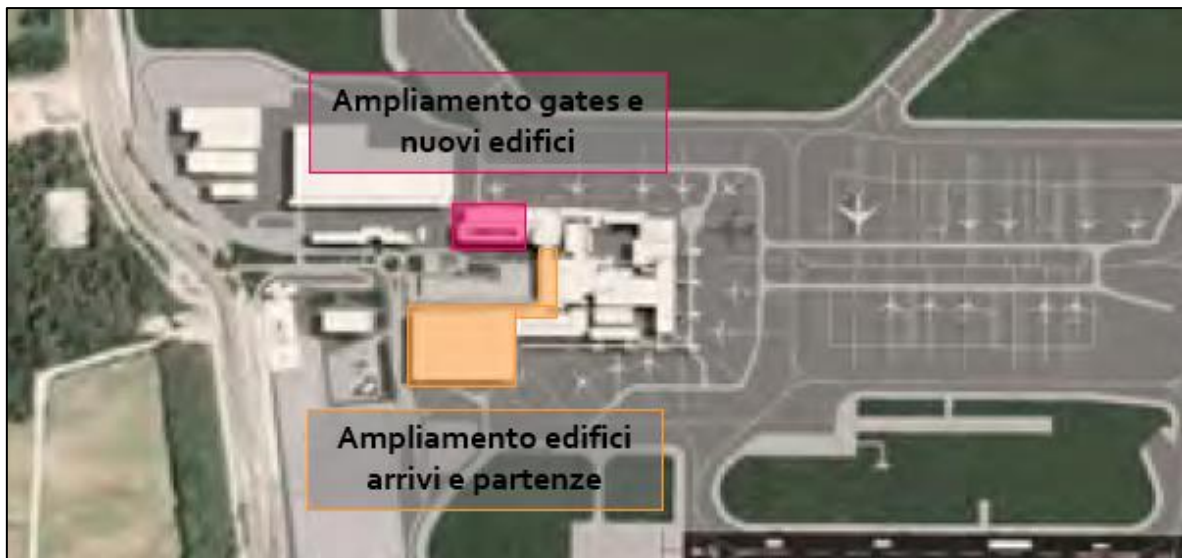 Ampliamento gates e
nuovi edifici
Ampliamento edifici
arrivi e partenze